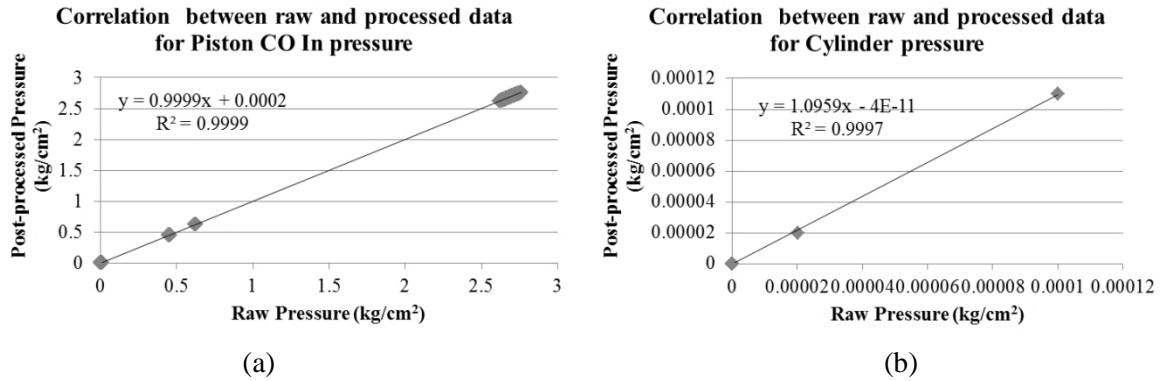 Correlation between raw and processed data
for Piston CO In pressure
Post-processed Pressure
(kg/cm²)
3
2.5
2
1.5
1
0.5
0
y = 0.9999x + 0.0002
R² = 0.9999
0 0.5 1 1.5 2 2.5 3
Raw Pressure (kg/cm²)
(a)
Correlation between raw and processed data
for Cylinder pressure
Post-processed Pressure
(kg/cm²)
0.00012
0.0001
0.00008
0.00006
0.00004
0.00002
0
y = 1.0959x - 4E-11
R² = 0.9997
0 0.00002 0.00004 0.00006 0.00008 0.0001 0.00012
Raw Pressure (kg/cm²)
(b)